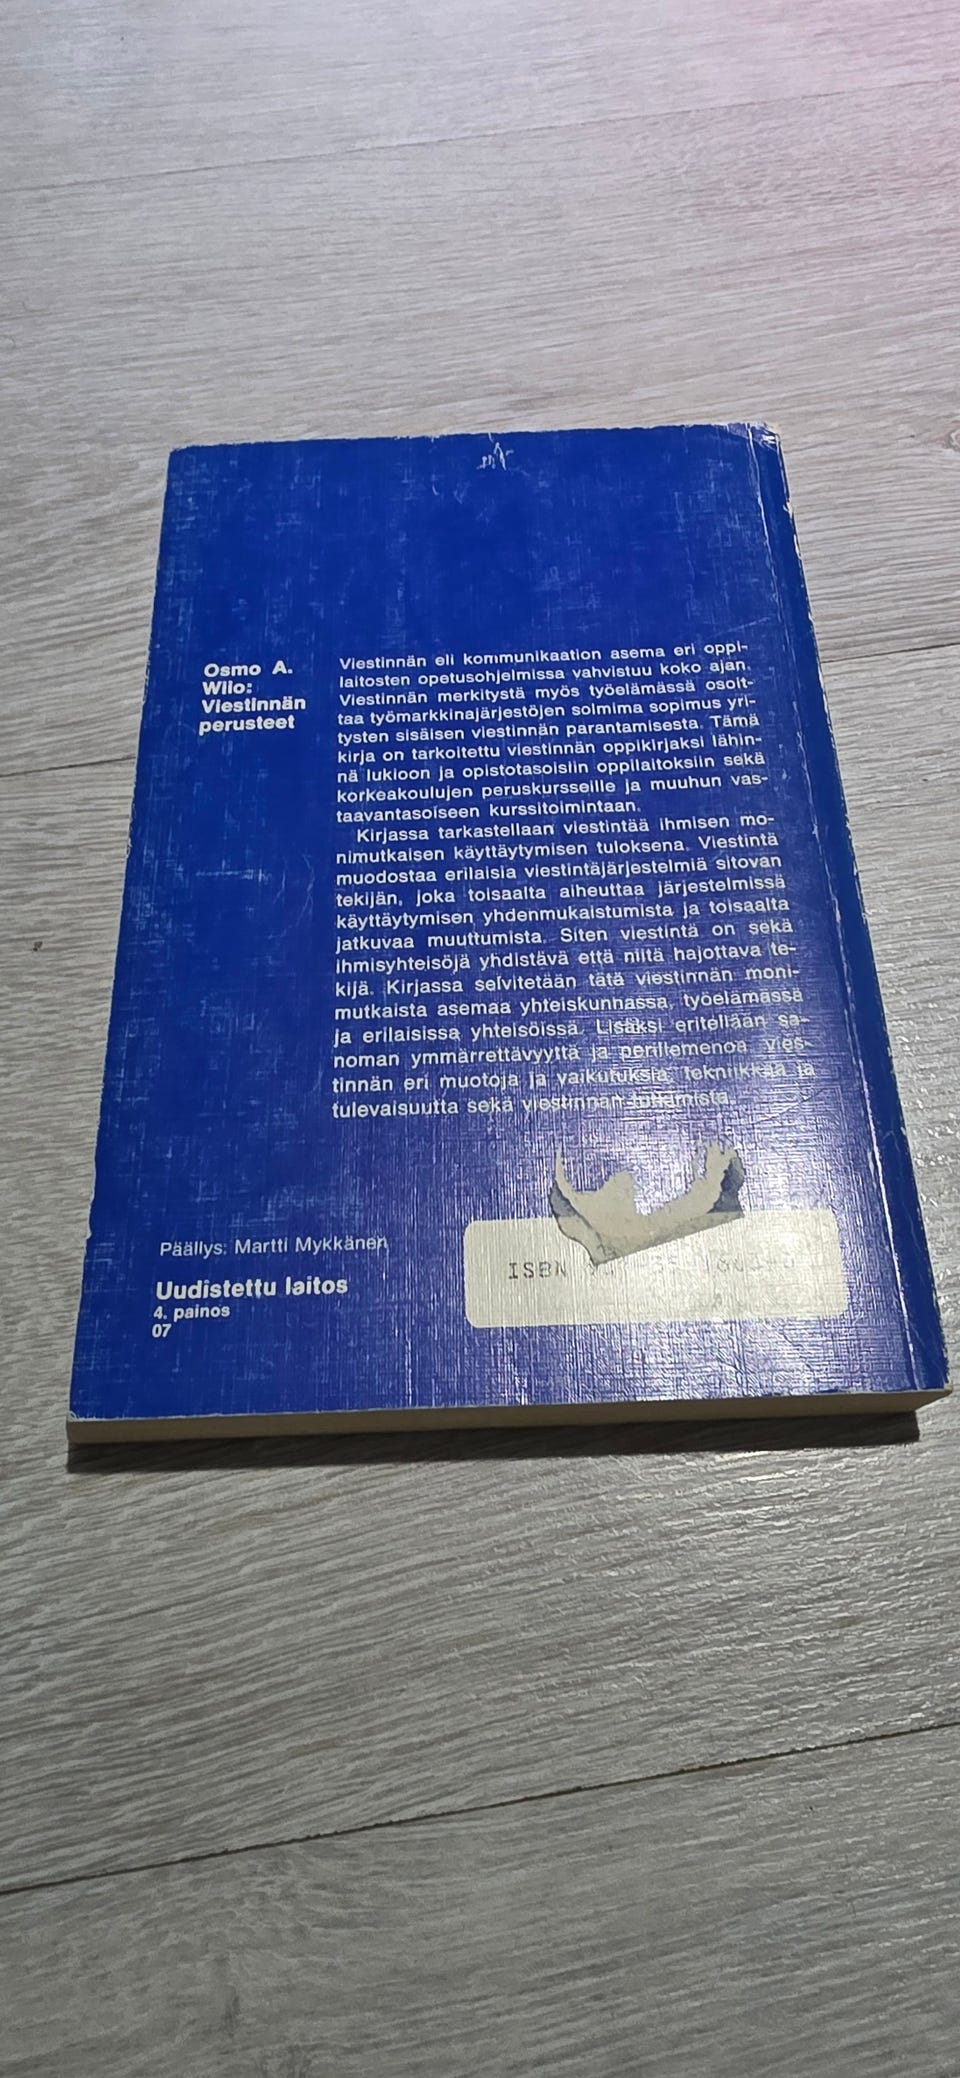 Osmo A.
Wiio:
Viestinnän
perusteet
Viestinnän eli kommunikaation asema eri oppi-
laitosten opetusohjelmissa vahvistuu koko ajan.
Viestinnän merkitystä myös työelämässä osoit-
taa työmarkkinajärjestöjen solmima sopimus yri-
tysten sisäisen viestinnän parantamisesta. Tämä
kirja on tarkoitettu viestinnän oppikirjaksi lähin-
nä lukioon ja opistotasoisiin oppilaitoksiin sekä
korkeakoulujen peruskursseille ja muuhun vas-
taavantasoiseen kurssitoimintaan.
Kirjassa tarkastellaan viestintää ihmisen mo-
nimutkaisen käyttäytymisen tuloksena. Viestintä
muodostaa erilaisia viestintäjärjestelmiä sitovan
tekijän, joka toisaalta aiheuttaa järjestelmissä
käyttäytymisen yhdenmukaistumista ja toisaalta
jatkuvaa muuttumista. Siten viestintä on sekä
ihmisyhteisöjä yhdistävä että niitä hajottava te-
kijä. Kirjassa selvitetään tätä viestinnän moni-
mutkaista asemaa yhteiskunnassa, työelämässä
ja erilaisissa yhteisöissä. Lisäksi eritellään sa-
noman ymmärrettävyyttä ja perillemenoa, vies-
tinnän eri muotoja ja vaikutuksia, tekniikkaa ja
tulevaisuutta sekä viestinnän tutkimista.
Päällys: Martti Mykkänen
Uudistettu laitos
4. painos
07
ISBN